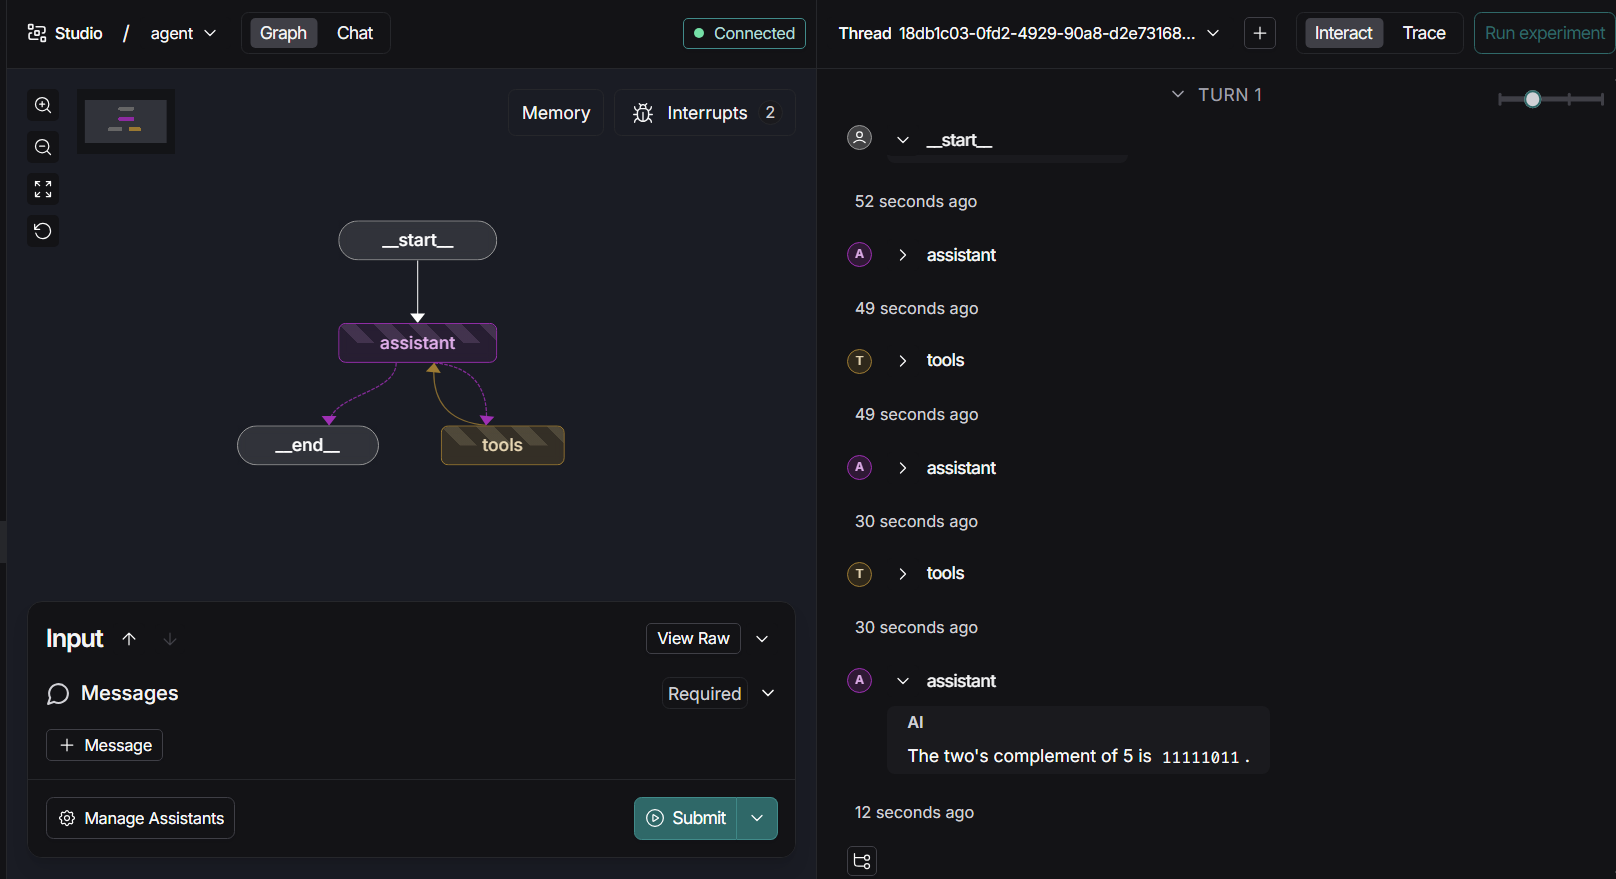 Studio / agent
Graph Chat
Connected
Memory
Interrupts 2
__start__
assistant
__end__
tools
Input
View Raw
Messages
Required
+ Message
Manage Assistants
Submit
Thread 18db1c03-0fd2-4929-90a8-d2e73168...
+
Interact Trace
Run experiment
TURN 1
__start__
52 seconds ago
A assistant
49 seconds ago
T tools
49 seconds ago
A assistant
30 seconds ago
T tools
30 seconds ago
A assistant
AI
The two's complement of 5 is 11111011.
12 seconds ago